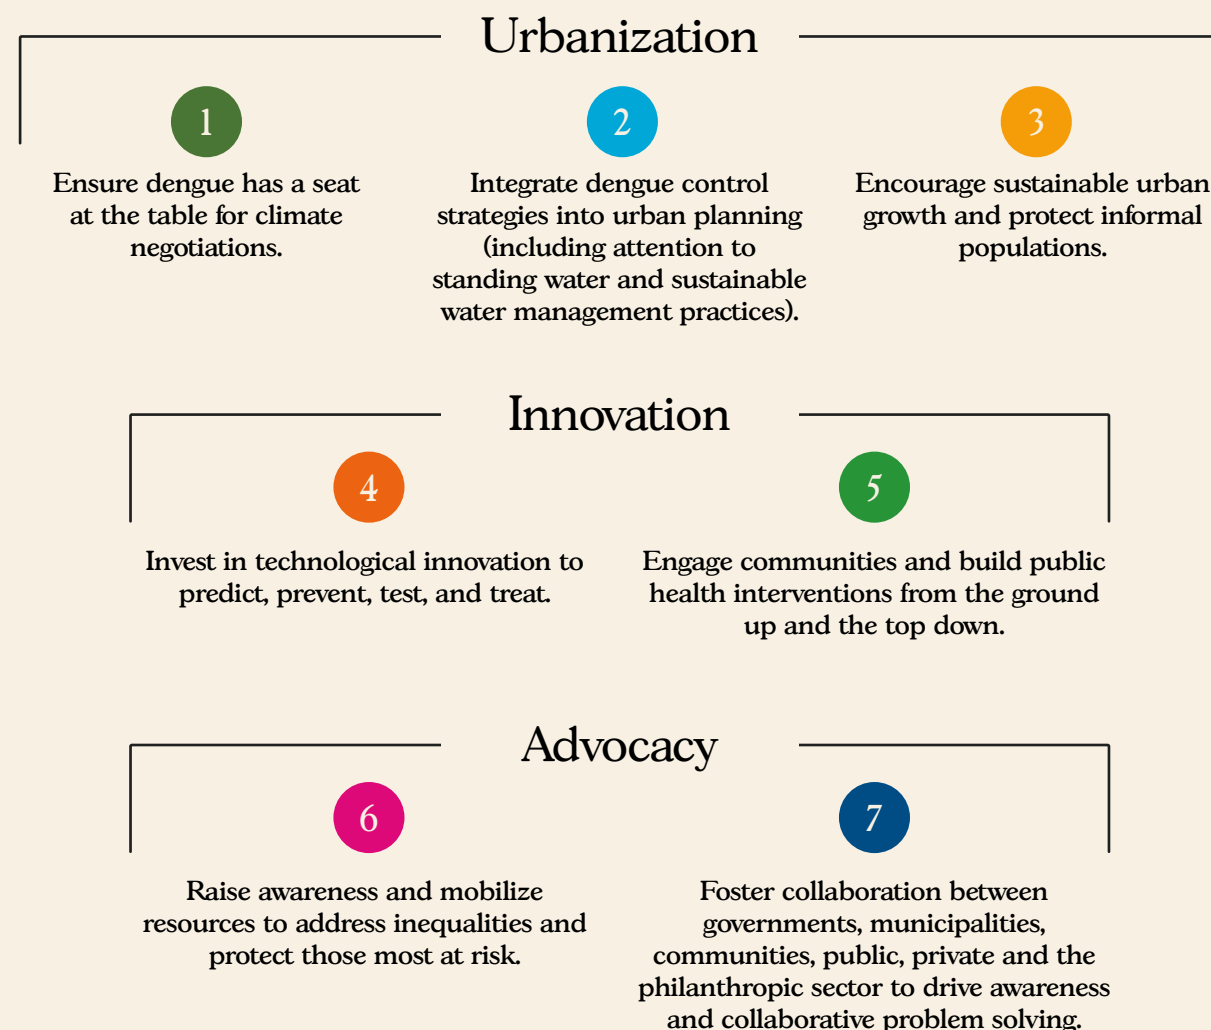 Urbanization
1
Ensure dengue has a seat
at the table for climate
negotiations.
2
Integrate dengue control
strategies into urban planning
(including attention to
standing water and sustainable
water management practices).
3
Encourage sustainable urban
growth and protect informal
populations.
Innovation
4
Invest in technological innovation to
predict, prevent, test, and treat.
5
Engage communities and build public
health interventions from the ground
up and the top down.
Advocacy
6
Raise awareness and mobilize
resources to address inequalities and
protect those most at risk.
7
Foster collaboration between
governments, municipalities,
communities, public, private and the
philanthropic sector to drive awareness
and collaborative problem solving.